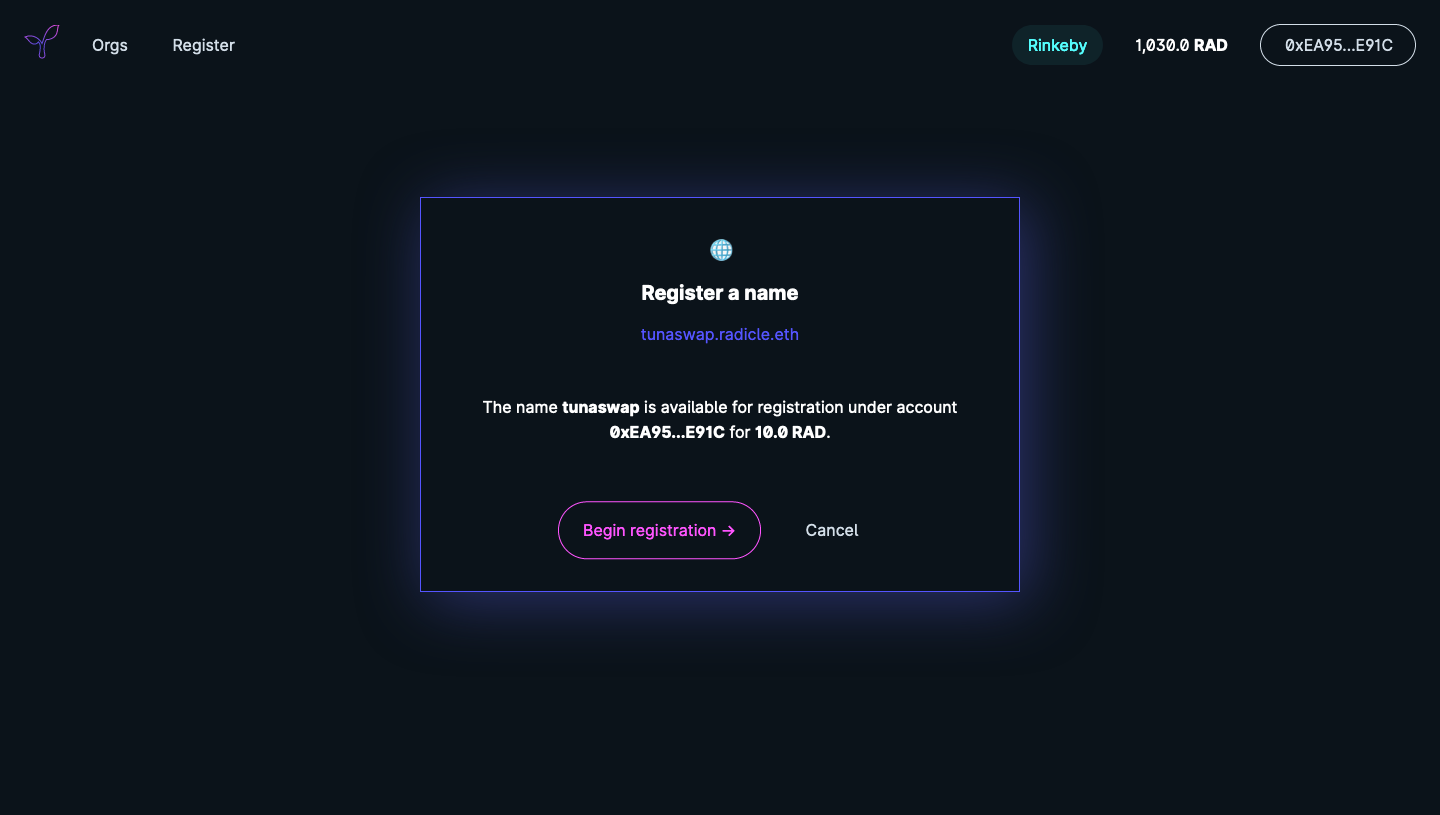 Orgs Register Rinkeby 1,030.0 RAD 0xEA95...E91C
Register a name
tunaswap.radicle.eth
The name tunaswap is available for registration under account
0xEA95...E91C for 10.0 RAD.
Begin registration → Cancel